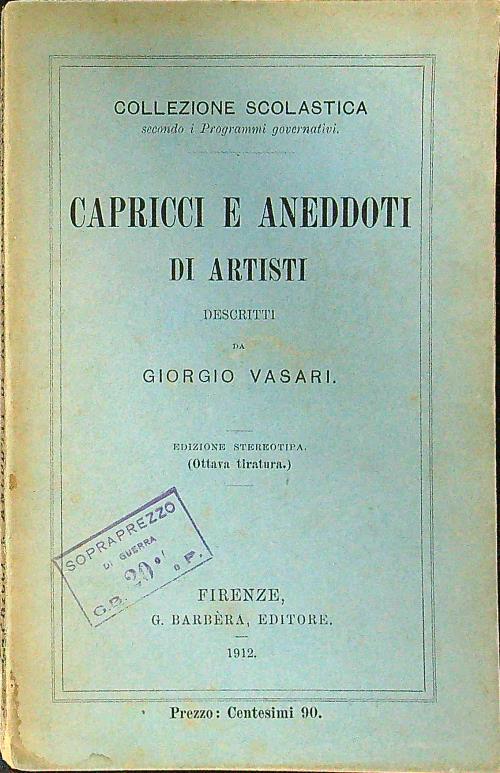 COLLEZIONE SCOLASTICA
secondo i Programmi governativi.
CAPRICCI E ANEDDOTI
DI ARTISTI
DESCRITTI
DA
GIORGIO VASARI.
EDIZIONE STEREOTIPA.
(Ottava tiratura.)
SOPRAPREZZO
DI GUERRA
G.B. 20 % P.
FIRENZE,
G. BARBÈRA, EDITORE.
1912.
Prezzo: Centesimi 90.